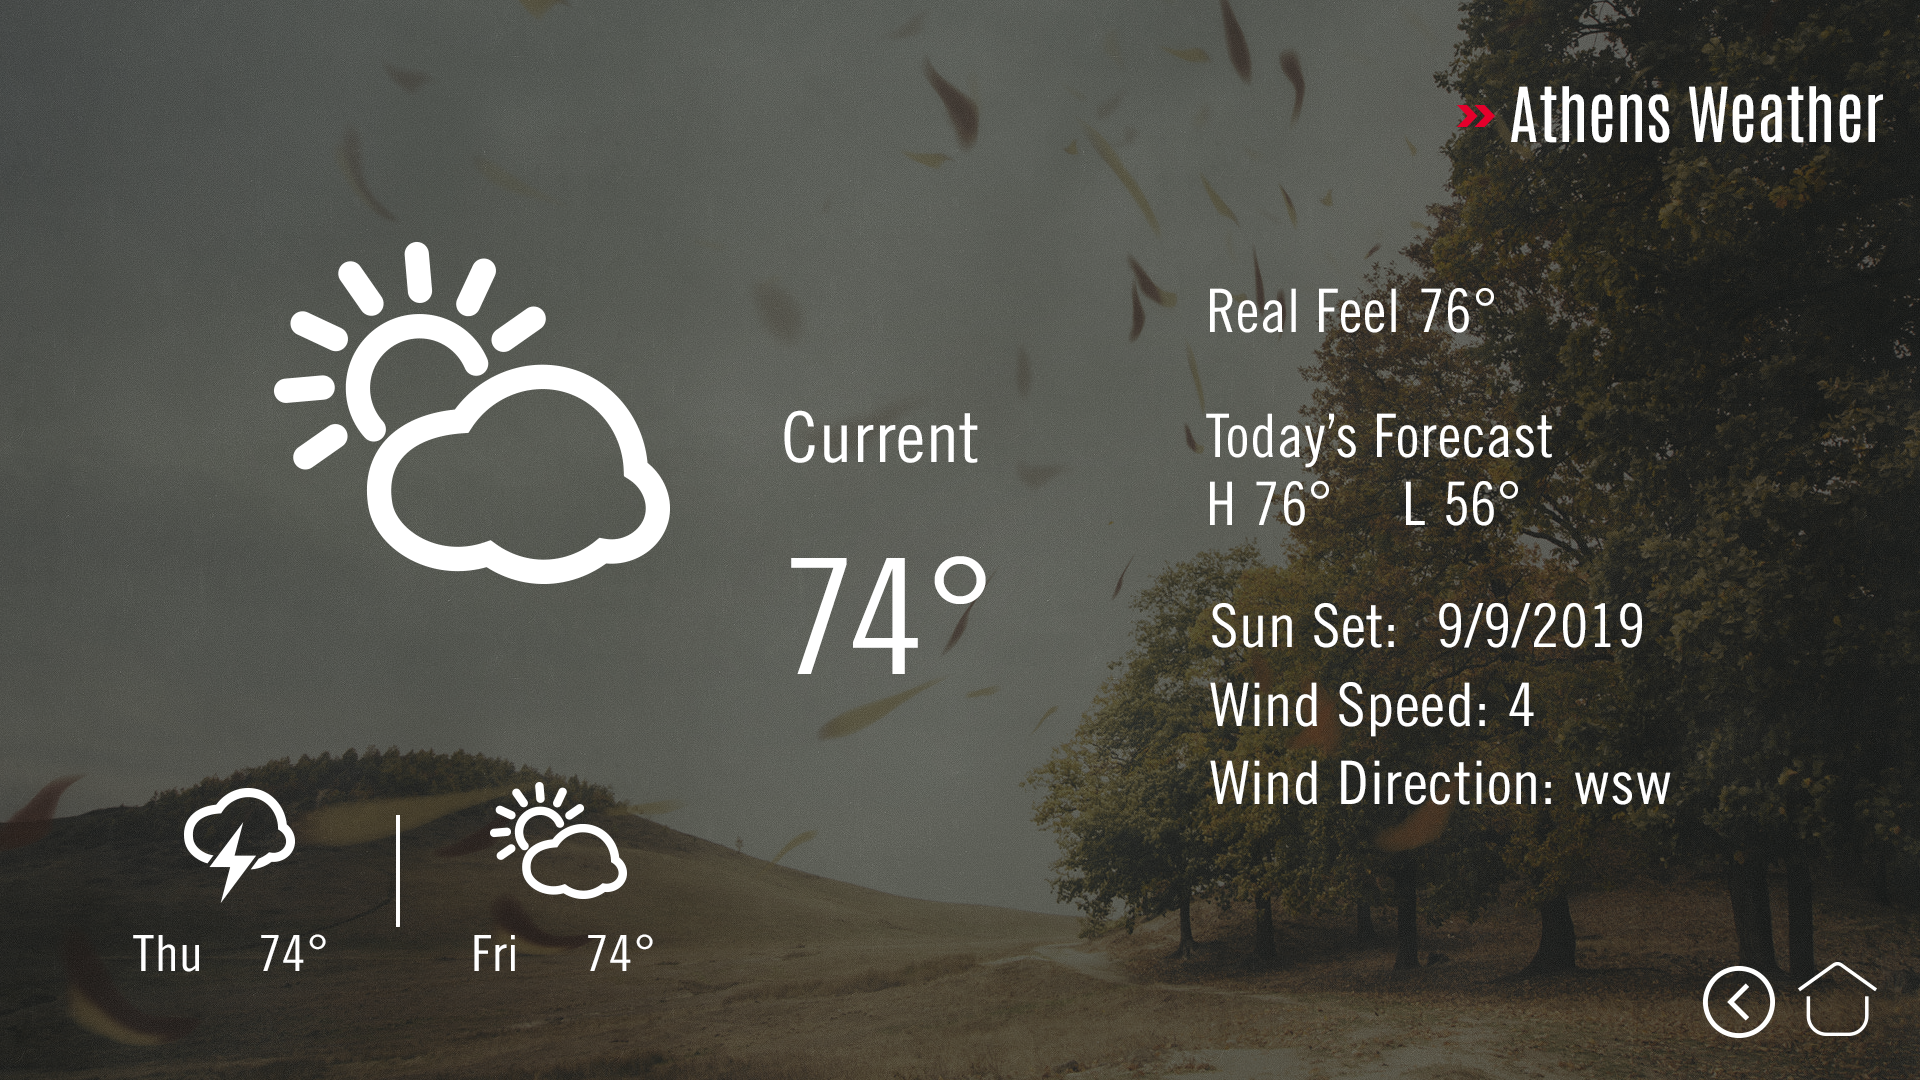 Athens Weather
Real Feel 76°
Current
74°
Today’s Forecast
H 76° L 56°
Sun Set: 9/9/2019
Wind Speed: 4
Wind Direction: wsw
Thu 74°
Fri 74°